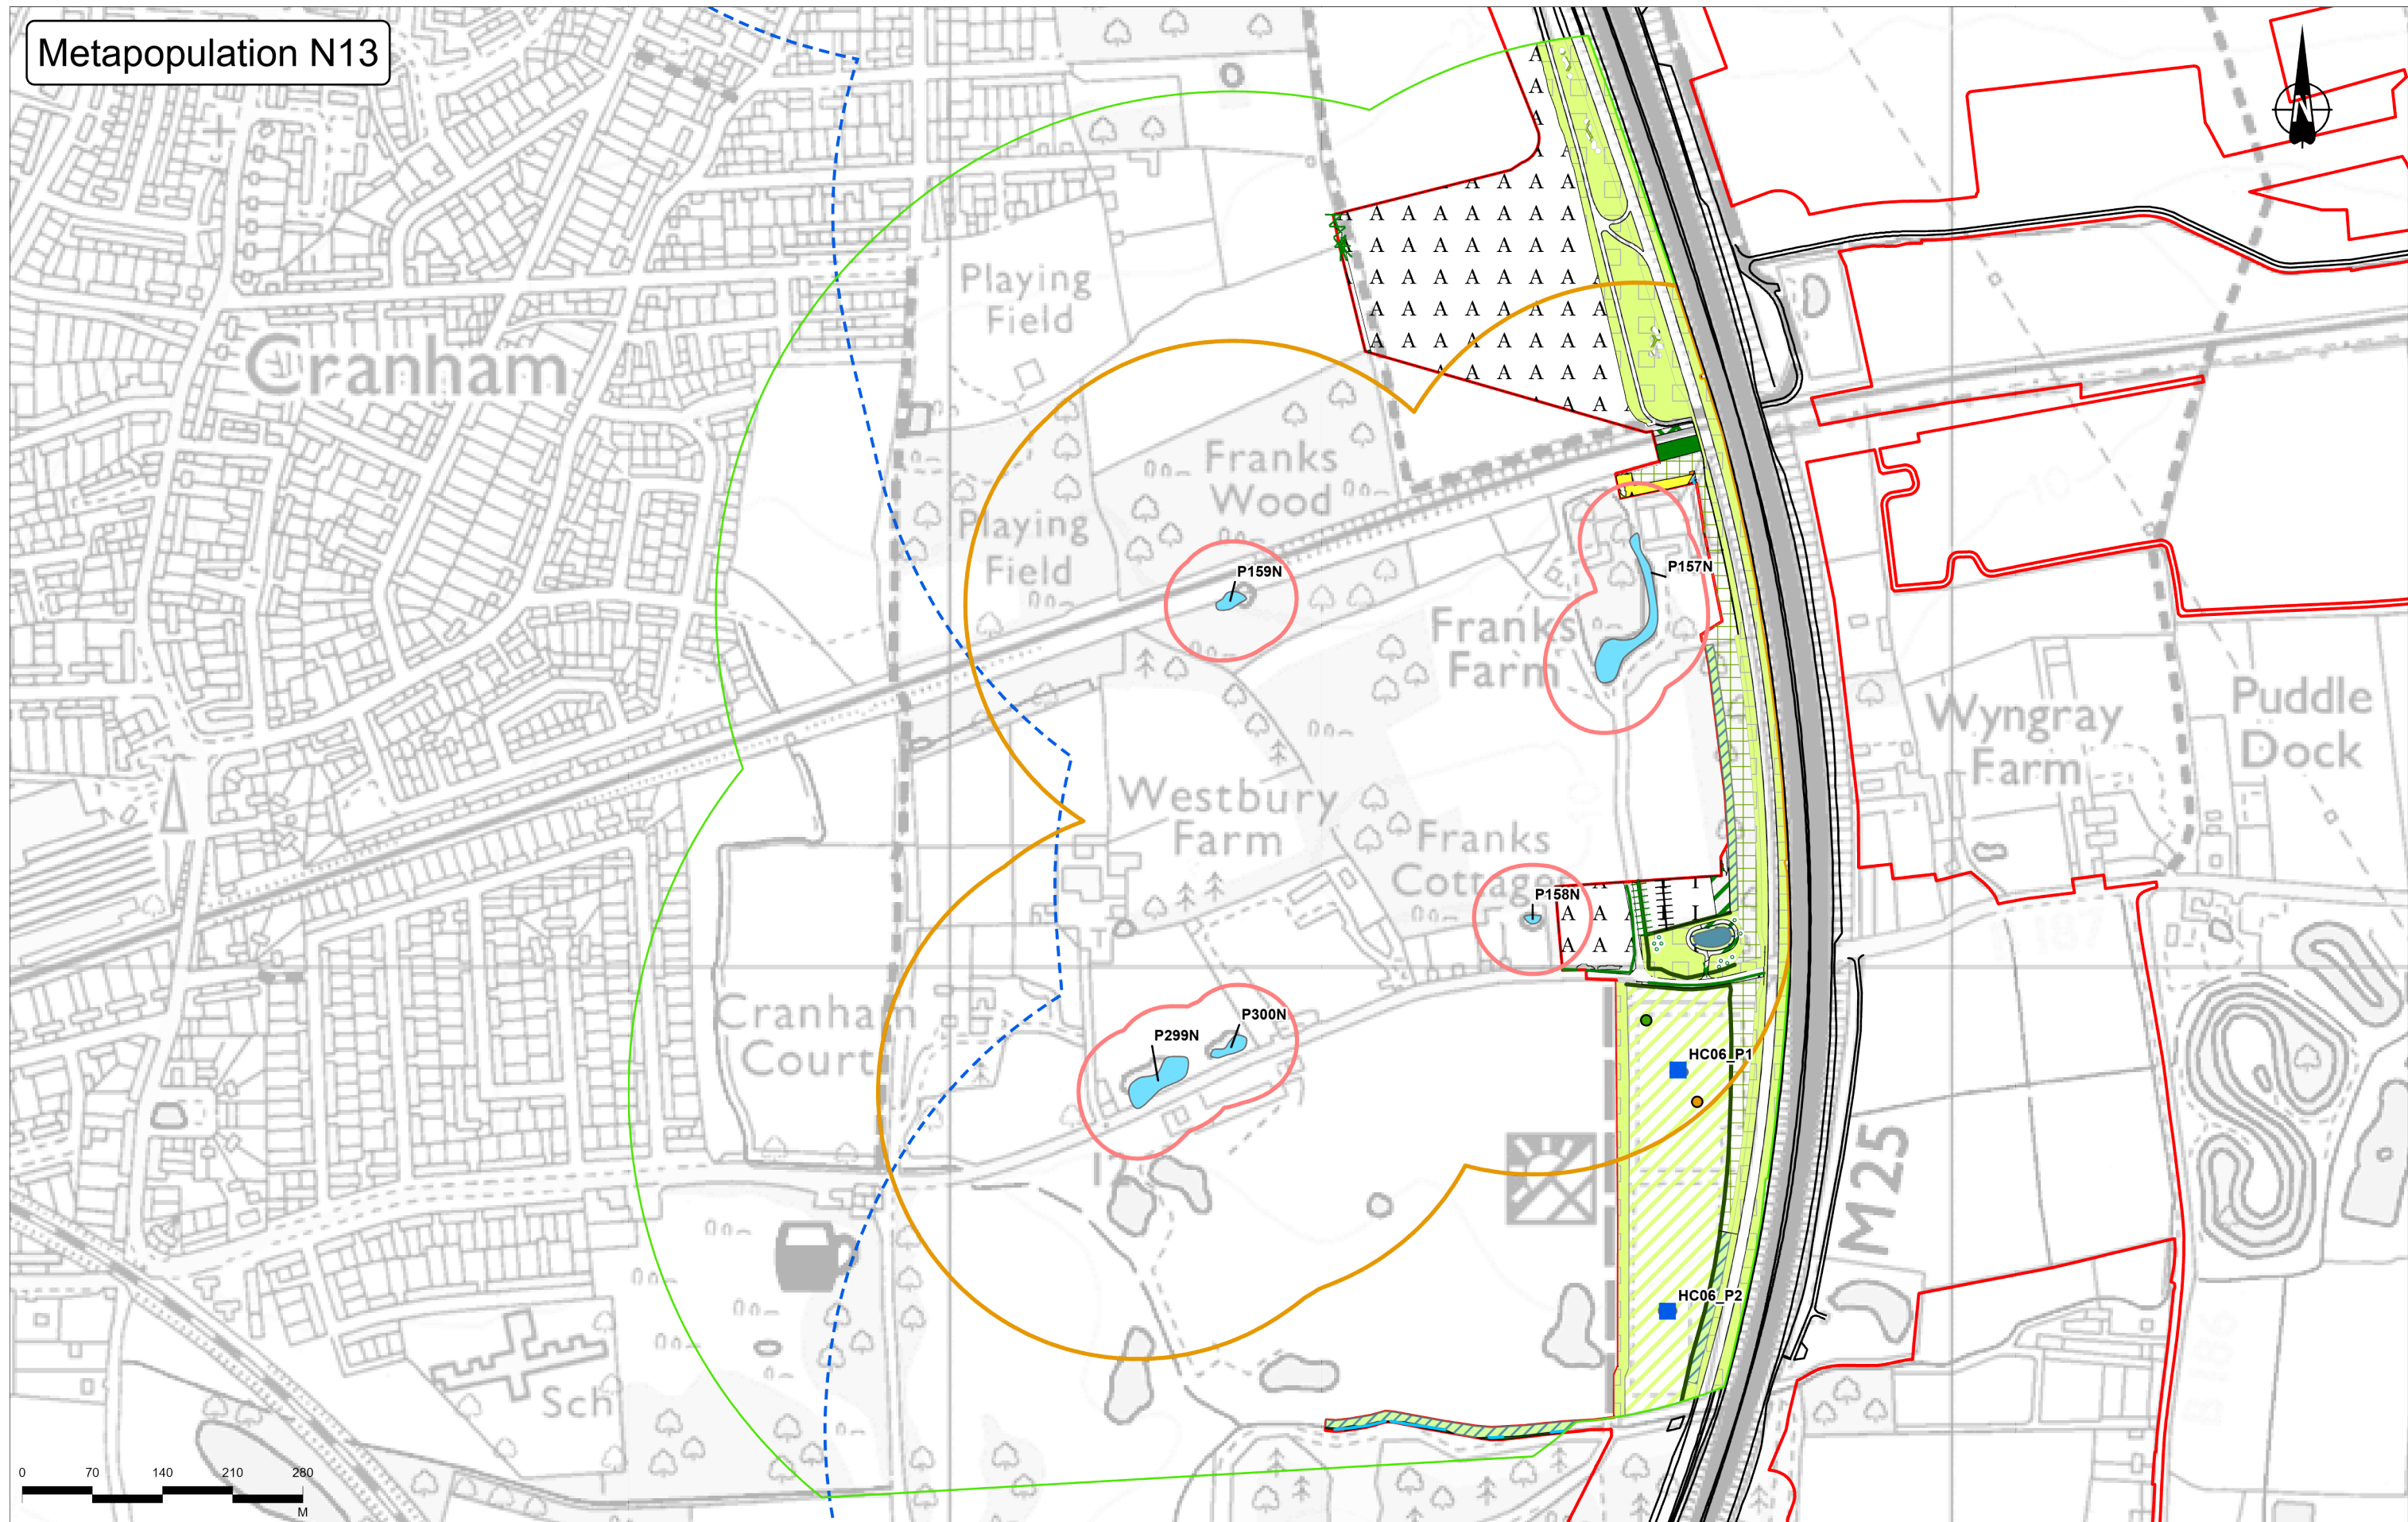 Metapopulation N13
N
Playing
Field
Cranham
Franks
Wood
Playing
Field
P159N
P157N
Franks
Farm
Wyngray
Farm
Puddle
Dock
Westbury
Farm
Franks
Cottages
P158N
Cranham
Court
P299N
P300N
HC06_P1
M25
HC06_P2
Sch
B 186
0 70 140 210 280
M